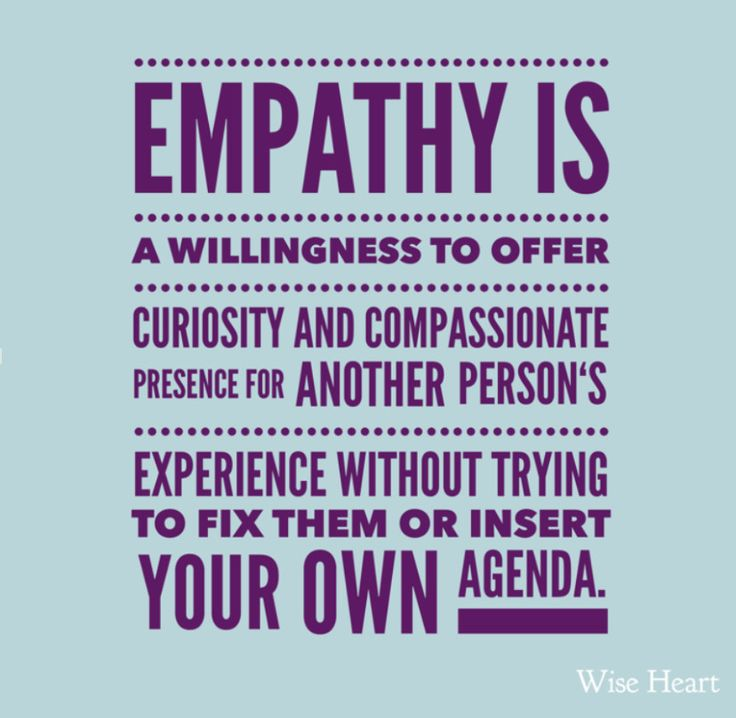 EMPATHY IS
A WILLINGNESS TO OFFER
CURIOSITY AND COMPASSIONATE
PRESENCE FOR ANOTHER PERSON‘S
EXPERIENCE WITHOUT TRYING
TO FIX THEM OR INSERT
YOUR OWN AGENDA.
Wise Heart